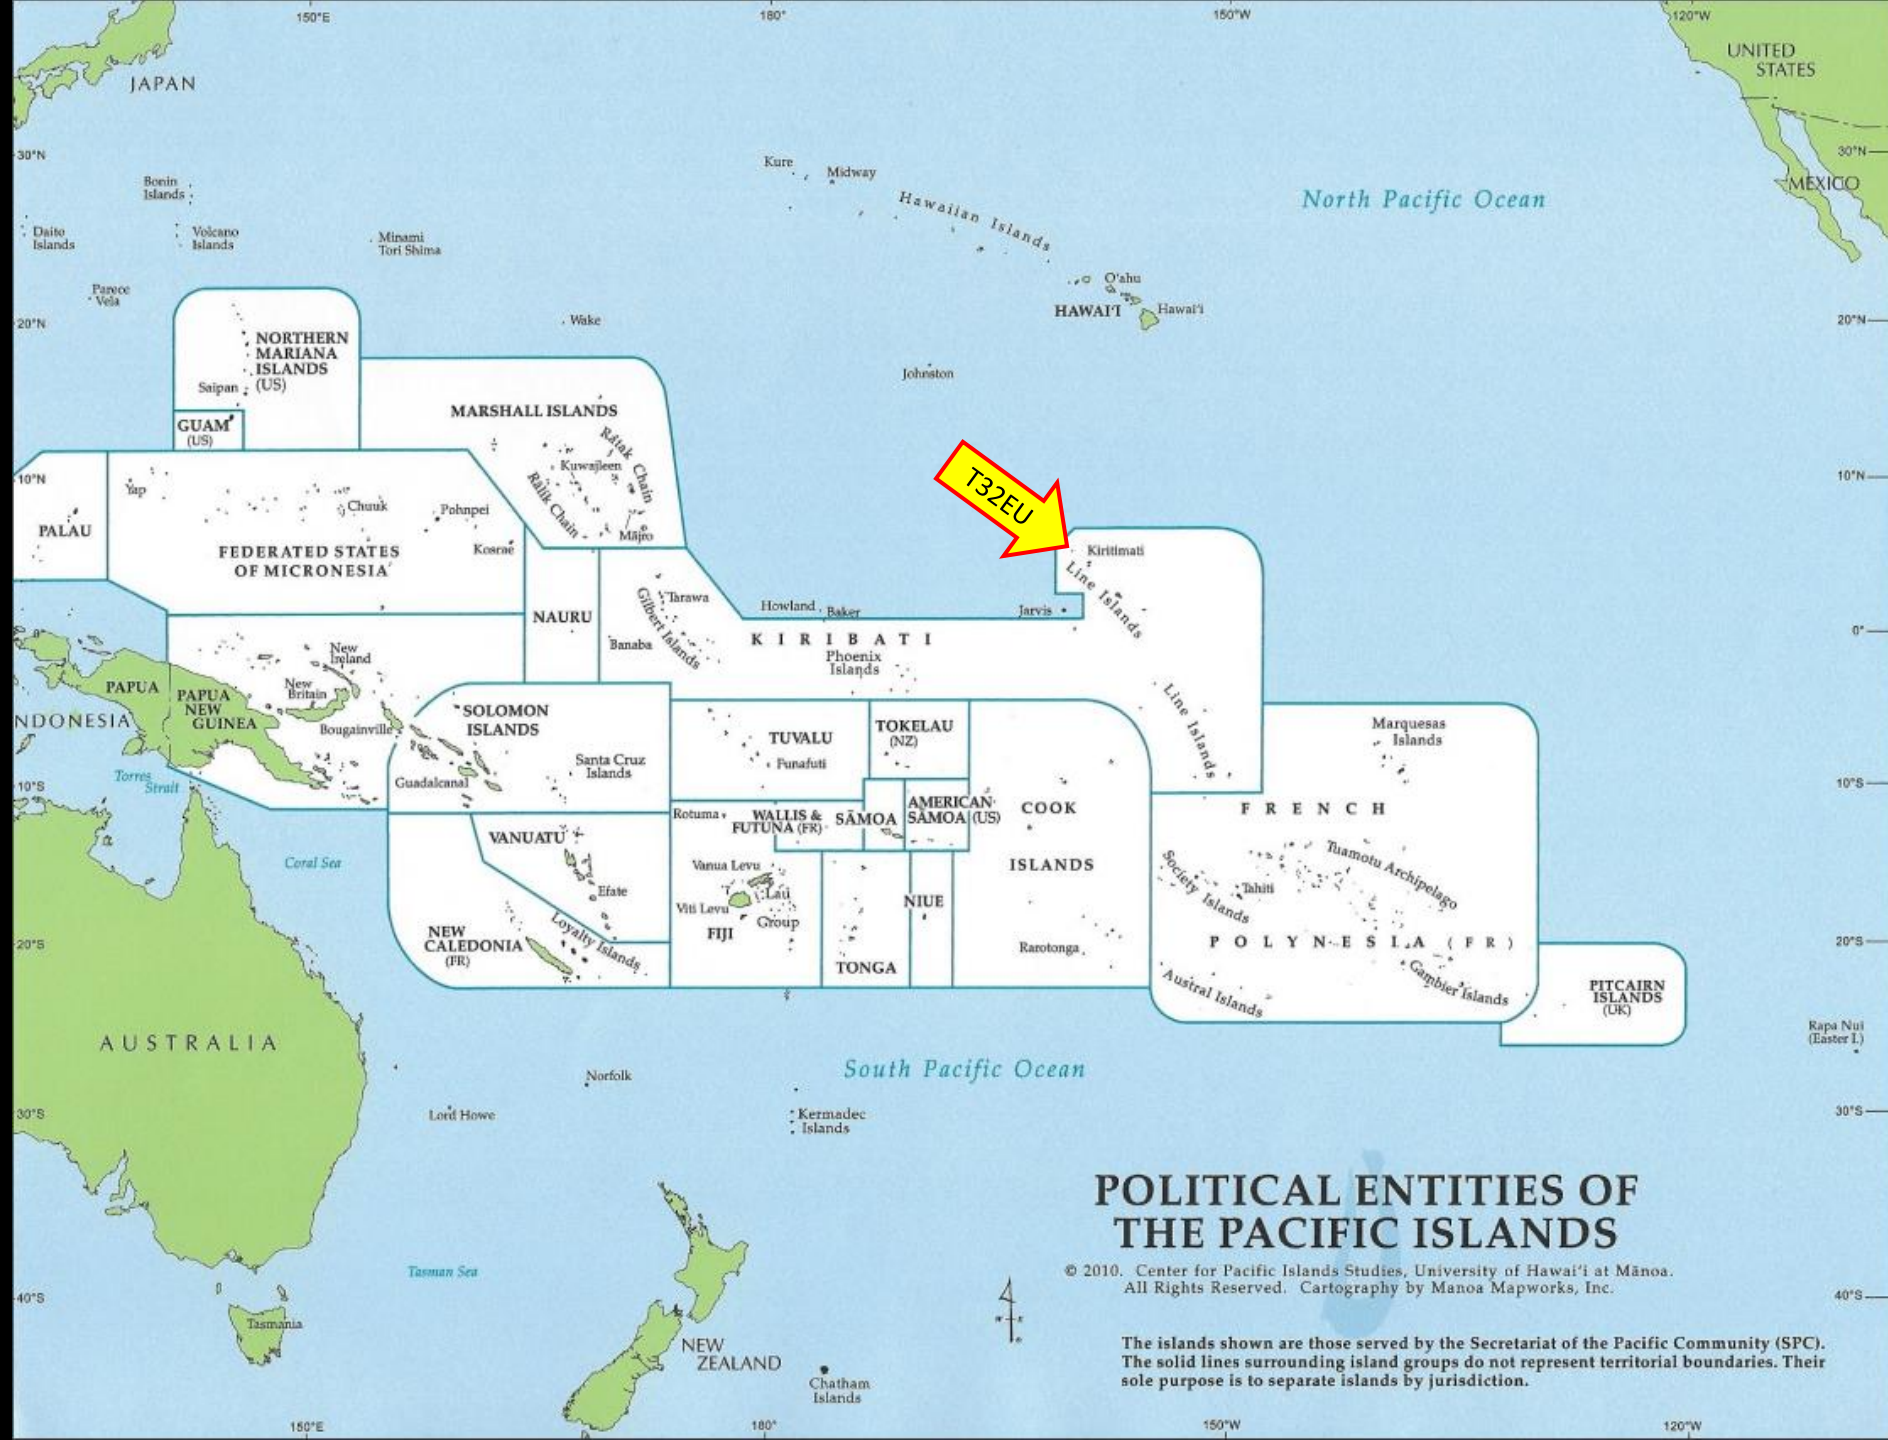 150°E
180°
150°W
120°W
UNITED
STATES
JAPAN
30°N
30°N
MEXICO
Kure
Midway
Hawaiian Islands
North Pacific Ocean
Bonin
Islands
Daito
Islands
Volcano
Islands
Minami
Tori Shima
Parece
Vela
O'ahu
HAWAI'I
Hawai'i
20°N
20°N
Wake
NORTHERN
MARIANA
ISLANDS
(US)
Saipan
GUAM
(US)
Johnston
MARSHALL ISLANDS
Ratak Chain
Kuwajleen
Rālik Chain
Mājro
T32EU
10°N
10°N
Yap
Chuuk
Pohnpei
Kosrae
PALAU
FEDERATED STATES
OF MICRONESIA
Kiritimati
Line Islands
NAURU
Tarawa
Gilbert Islands
Banaba
Howland
Baker
Jarvis
KIRIBATI
Phoenix
Islands
Line Islands
0°
0°
New
Ireland
New
Britain
PAPUA
PAPUA
NEW
GUINEA
NDONESIA
Bougainville
SOLOMON
ISLANDS
Santa Cruz
Islands
Guadalcanal
Torres
Strait
TUVALU
Funafuti
TOKELAU
(NZ)
Marquesas
Islands
10°S
10°S
Rotuma
WALLIS &
FUTUNA (FR)
SĀMOA
AMERICAN
SĀMOA (US)
COOK
ISLANDS
FRENCH
POLYNESIA (FR)
VANUATU
Efate
Coral Sea
Vanua Levu
Lau
Group
Viti Levu
FIJI
NIUE
Society Islands
Tahiti
Tuamotu Archipelago
NEW
CALEDONIA
(FR)
Loyalty Islands
TONGA
Rarotonga
20°S
20°S
Austral Islands
Gambier Islands
PITCAIRN
ISLANDS
(UK)
Rapa Nui
(Easter I.)
AUSTRALIA
South Pacific Ocean
Norfolk
Lord Howe
Kermadec
Islands
30°S
30°S
POLITICAL ENTITIES OF
THE PACIFIC ISLANDS
© 2010. Center for Pacific Islands Studies, University of Hawai'i at Mānoa.
All Rights Reserved. Cartography by Manoa Mapworks, Inc.
Tasman Sea
40°S
40°S
Tasmania
NEW
ZEALAND
Chatham
Islands
The islands shown are those served by the Secretariat of the Pacific Community (SPC).
The solid lines surrounding island groups do not represent territorial boundaries. Their
sole purpose is to separate islands by jurisdiction.
150°E
180°
150°W
120°W